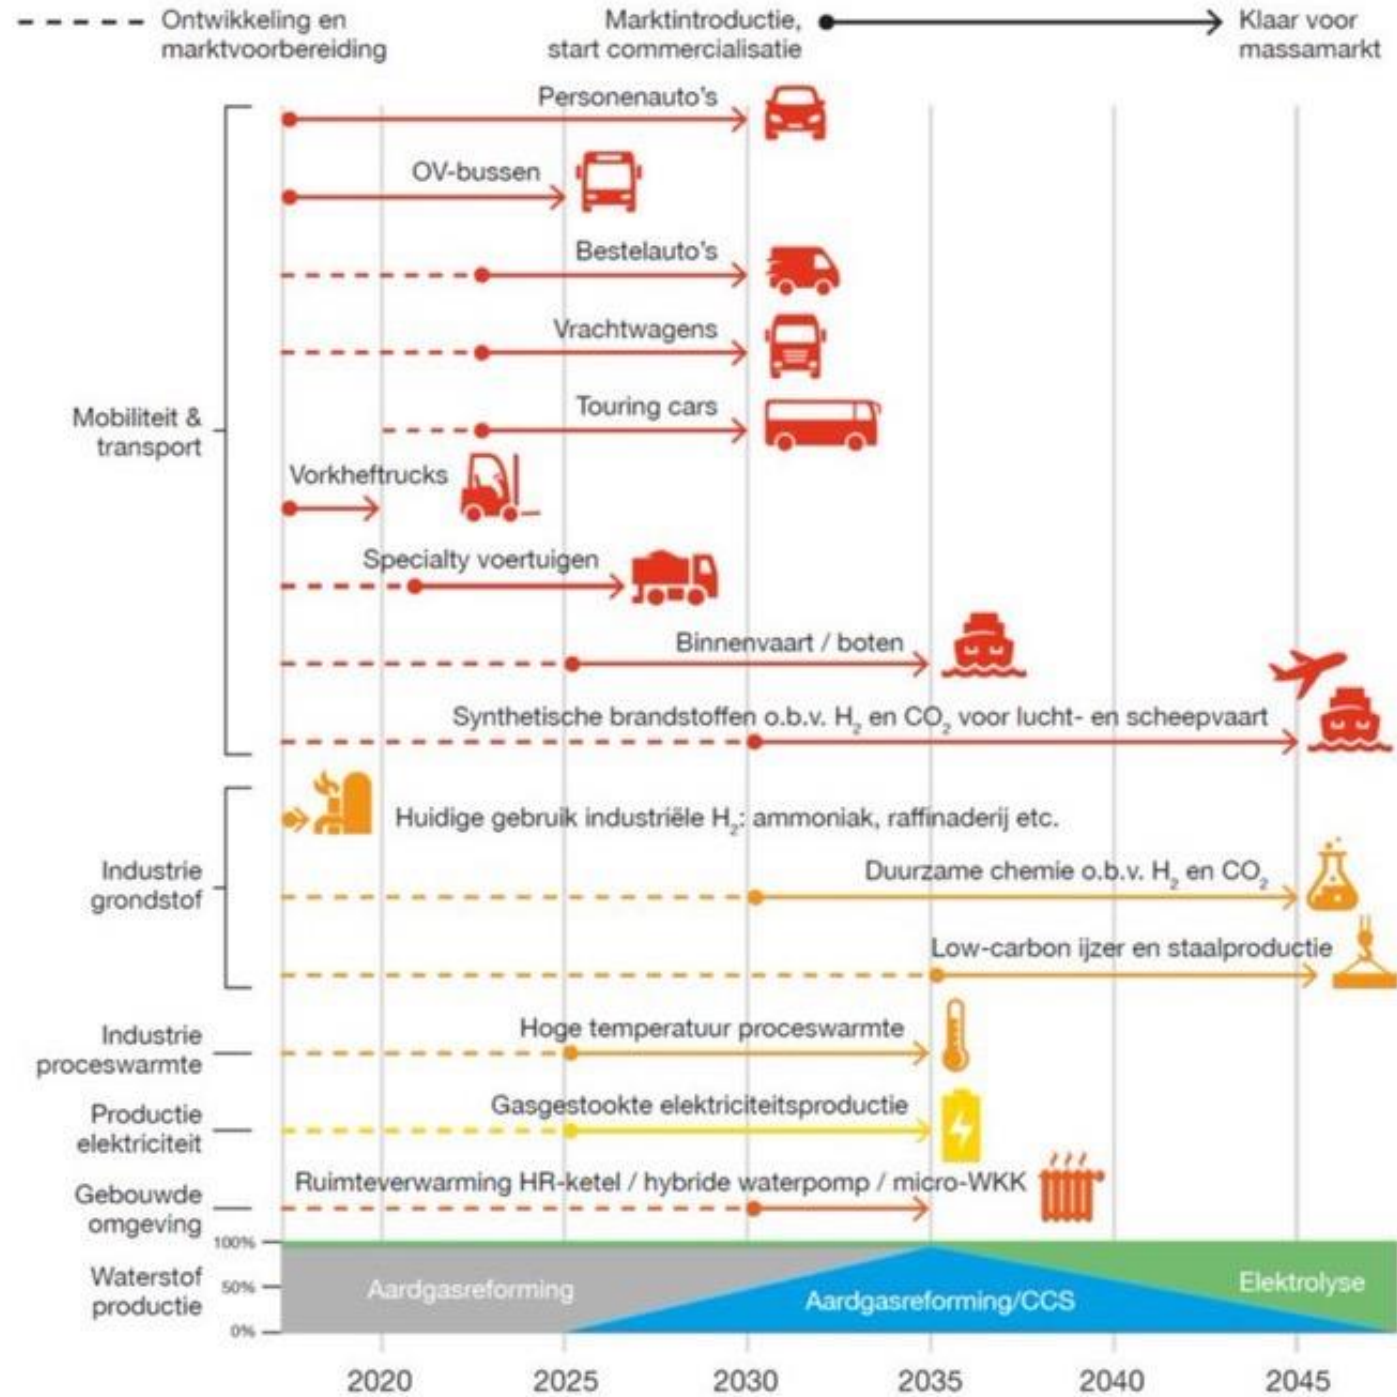 Ontwikkeling en
marktvoorbereiding
Marktintroductie,
start commercialisatie
Klaar voor
massamarkt
Mobiliteit &
transport
Personenauto's
OV-bussen
Bestelauto's
Vrachtwagens
Touring cars
Vorkheftrucks
Specialty voertuigen
Binnenvaart / boten
Synthetische brandstoffen o.b.v. H₂ en CO₂ voor lucht- en scheepvaart
Industrie
grondstof
Huidige gebruik industriële H₂: ammoniak, raffinaderij etc.
Duurzame chemie o.b.v. H₂ en CO₂
Low-carbon ijzer en staalproductie
Industrie
proceswarmte
Hoge temperatuur proceswarmte
Productie
elektriciteit
Gasgestookte elektriciteitsproductie
Gebouwde
omgeving
Ruimteverwarming HR-ketel / hybride waterpomp / micro-WKK
Waterstof
productie
100%
50%
0%
Aardgasreforming
Aardgasreforming/CCS
Elektrolyse
2020 2025 2030 2035 2040 2045